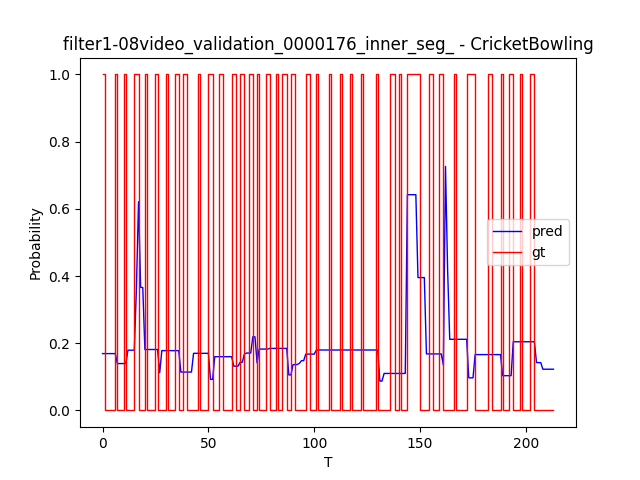 filter1-08video_validation_0000176_inner_seg_ - CricketBowling
1.0
0.8
0.6
0.4
0.2
0.0
Probability
pred
gt
0 50 100 150 200
T